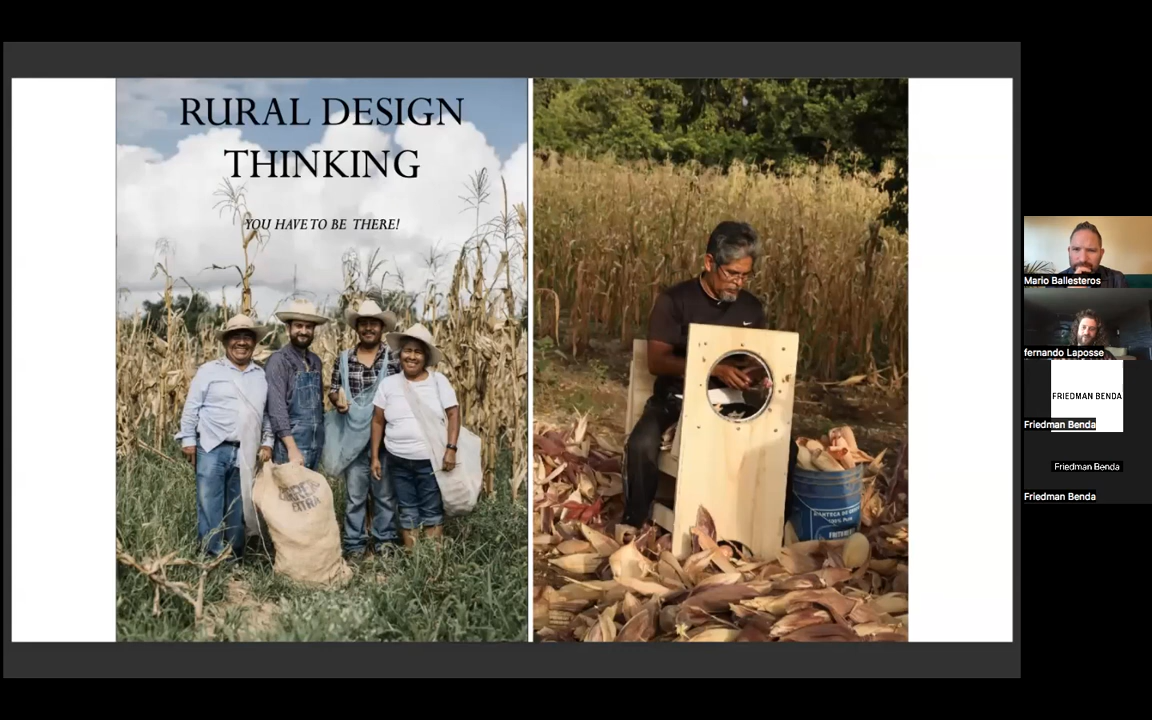 RURAL DESIGN
THINKING
YOU HAVE TO BE THERE!
EXTRA
Mario Ballesteros
fernando Laposse
FRIEDMAN BENDA
Friedman Benda
Friedman Benda
Friedman Benda